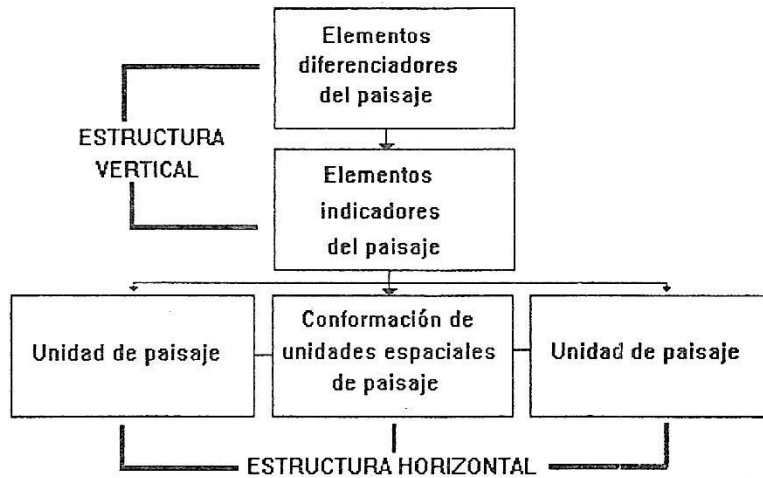 Elementos
diferenciadores
del paisaje
ESTRUCTURA
VERTICAL
Elementos
indicadores
del paisaje
Unidad de paisaje
Conformación de
unidades espaciales
de paisaje
Unidad de paisaje
ESTRUCTURA HORIZONTAL